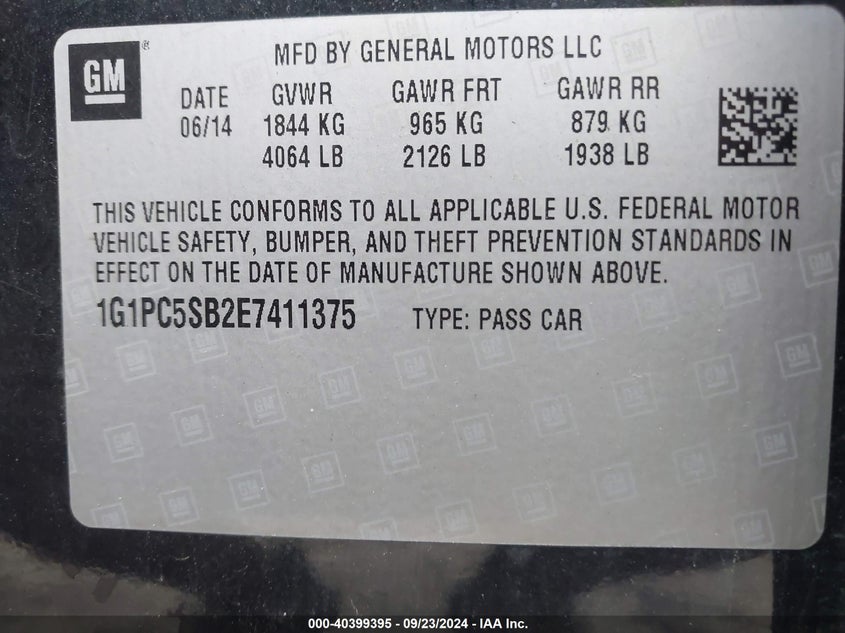 GM®
MFD BY GENERAL MOTORS LLC
DATE GVWR GAWR FRT GAWR RR
06/14 1844 KG 965 KG 879 KG
4064 LB 2126 LB 1938 LB
THIS VEHICLE CONFORMS TO ALL APPLICABLE U.S. FEDERAL MOTOR
VEHICLE SAFETY, BUMPER, AND THEFT PREVENTION STANDARDS IN
EFFECT ON THE DATE OF MANUFACTURE SHOWN ABOVE.
1G1PC5SB2E7411375 TYPE: PASS CAR
000-40399395 - 09/23/2024 - IAA Inc.